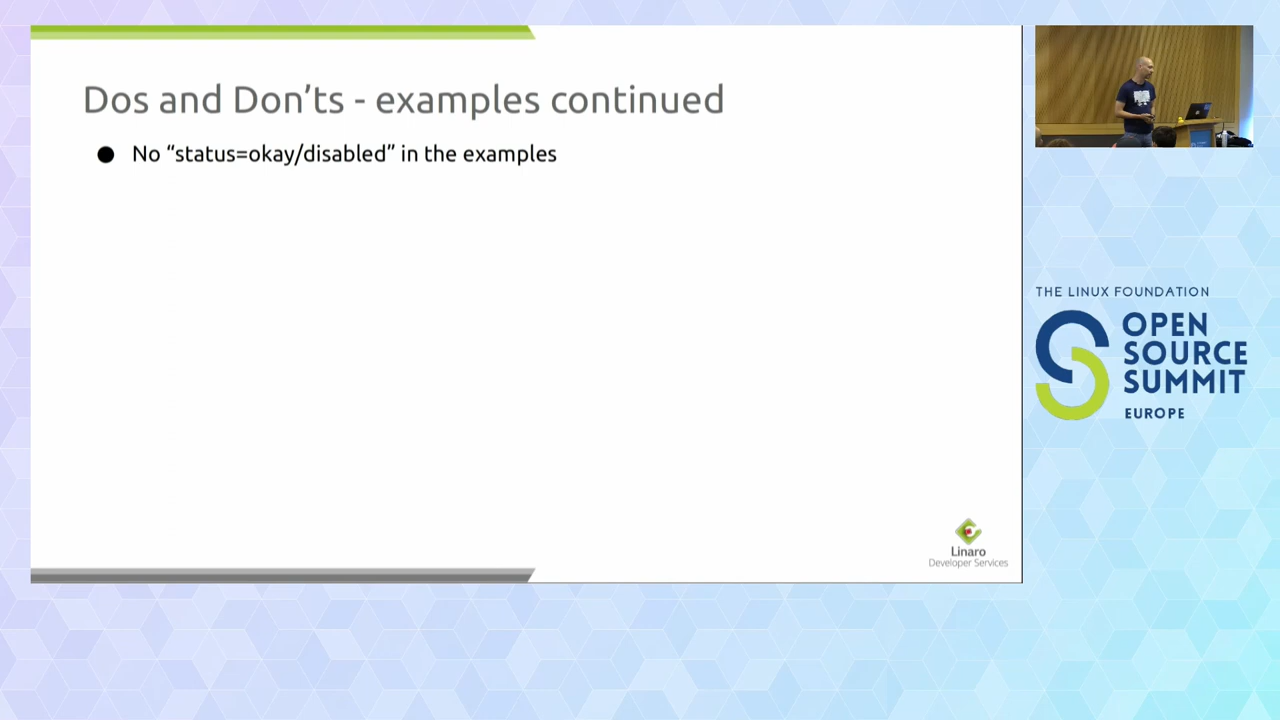 Dos and Don’ts - examples continued
● No “status=okay/disabled” in the examples
Linaro
Developer Services
THE LINUX FOUNDATION
OPEN
SOURCE
SUMMIT
EUROPE